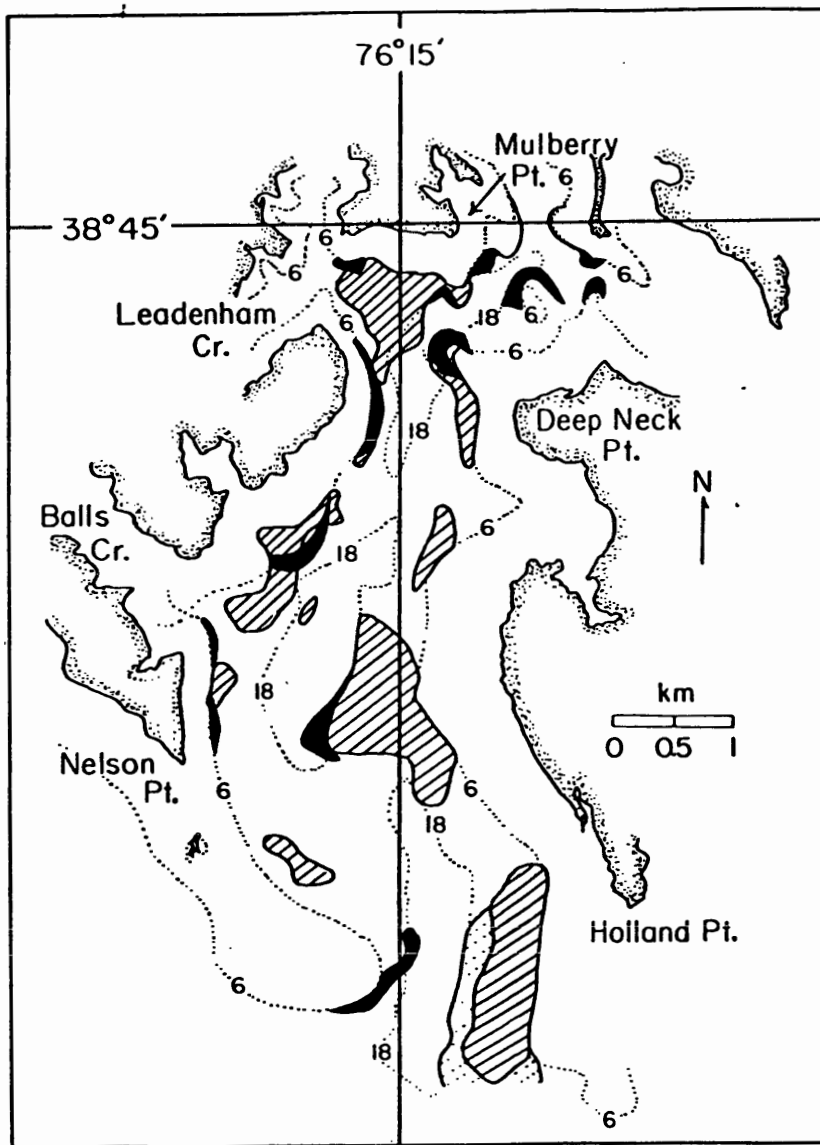 76°15′
Mulberry
Pt.
6
38°45′
6
6
6
Leadenham
Cr.
6
18
6
6
18
Deep Neck
Pt.
N
Balls
Cr.
6
18
18
km
0 0.5 1
Nelson
Pt.
6
6
18
Holland Pt.
6
18
6